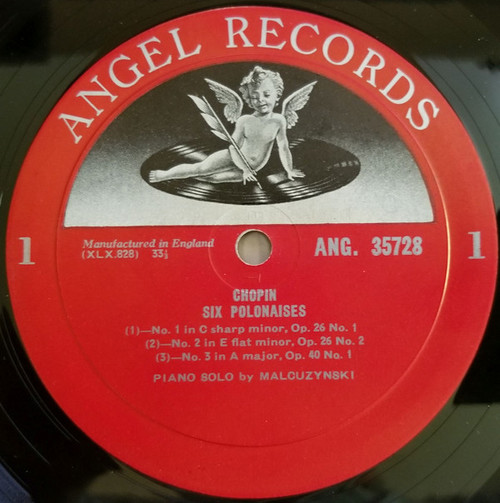 ANGEL RECORDS
1
1
Manufactured in England
(XLX.828) 33⅓
ANG. 35728
CHOPIN
SIX POLONAISES
(1)—No. 1 in C sharp minor, Op. 26 No. 1
(2)—No. 2 in E flat minor, Op. 26 No. 2
(3)—No. 3 in A major, Op. 40 No. 1
PIANO SOLO by MALCUZYNSKI